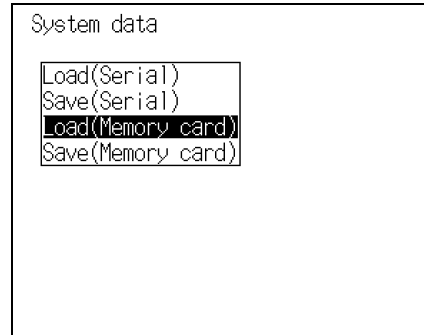 System data
Load(Serial)
Save(Serial)
Load(Memory card)
Save(Memory card)